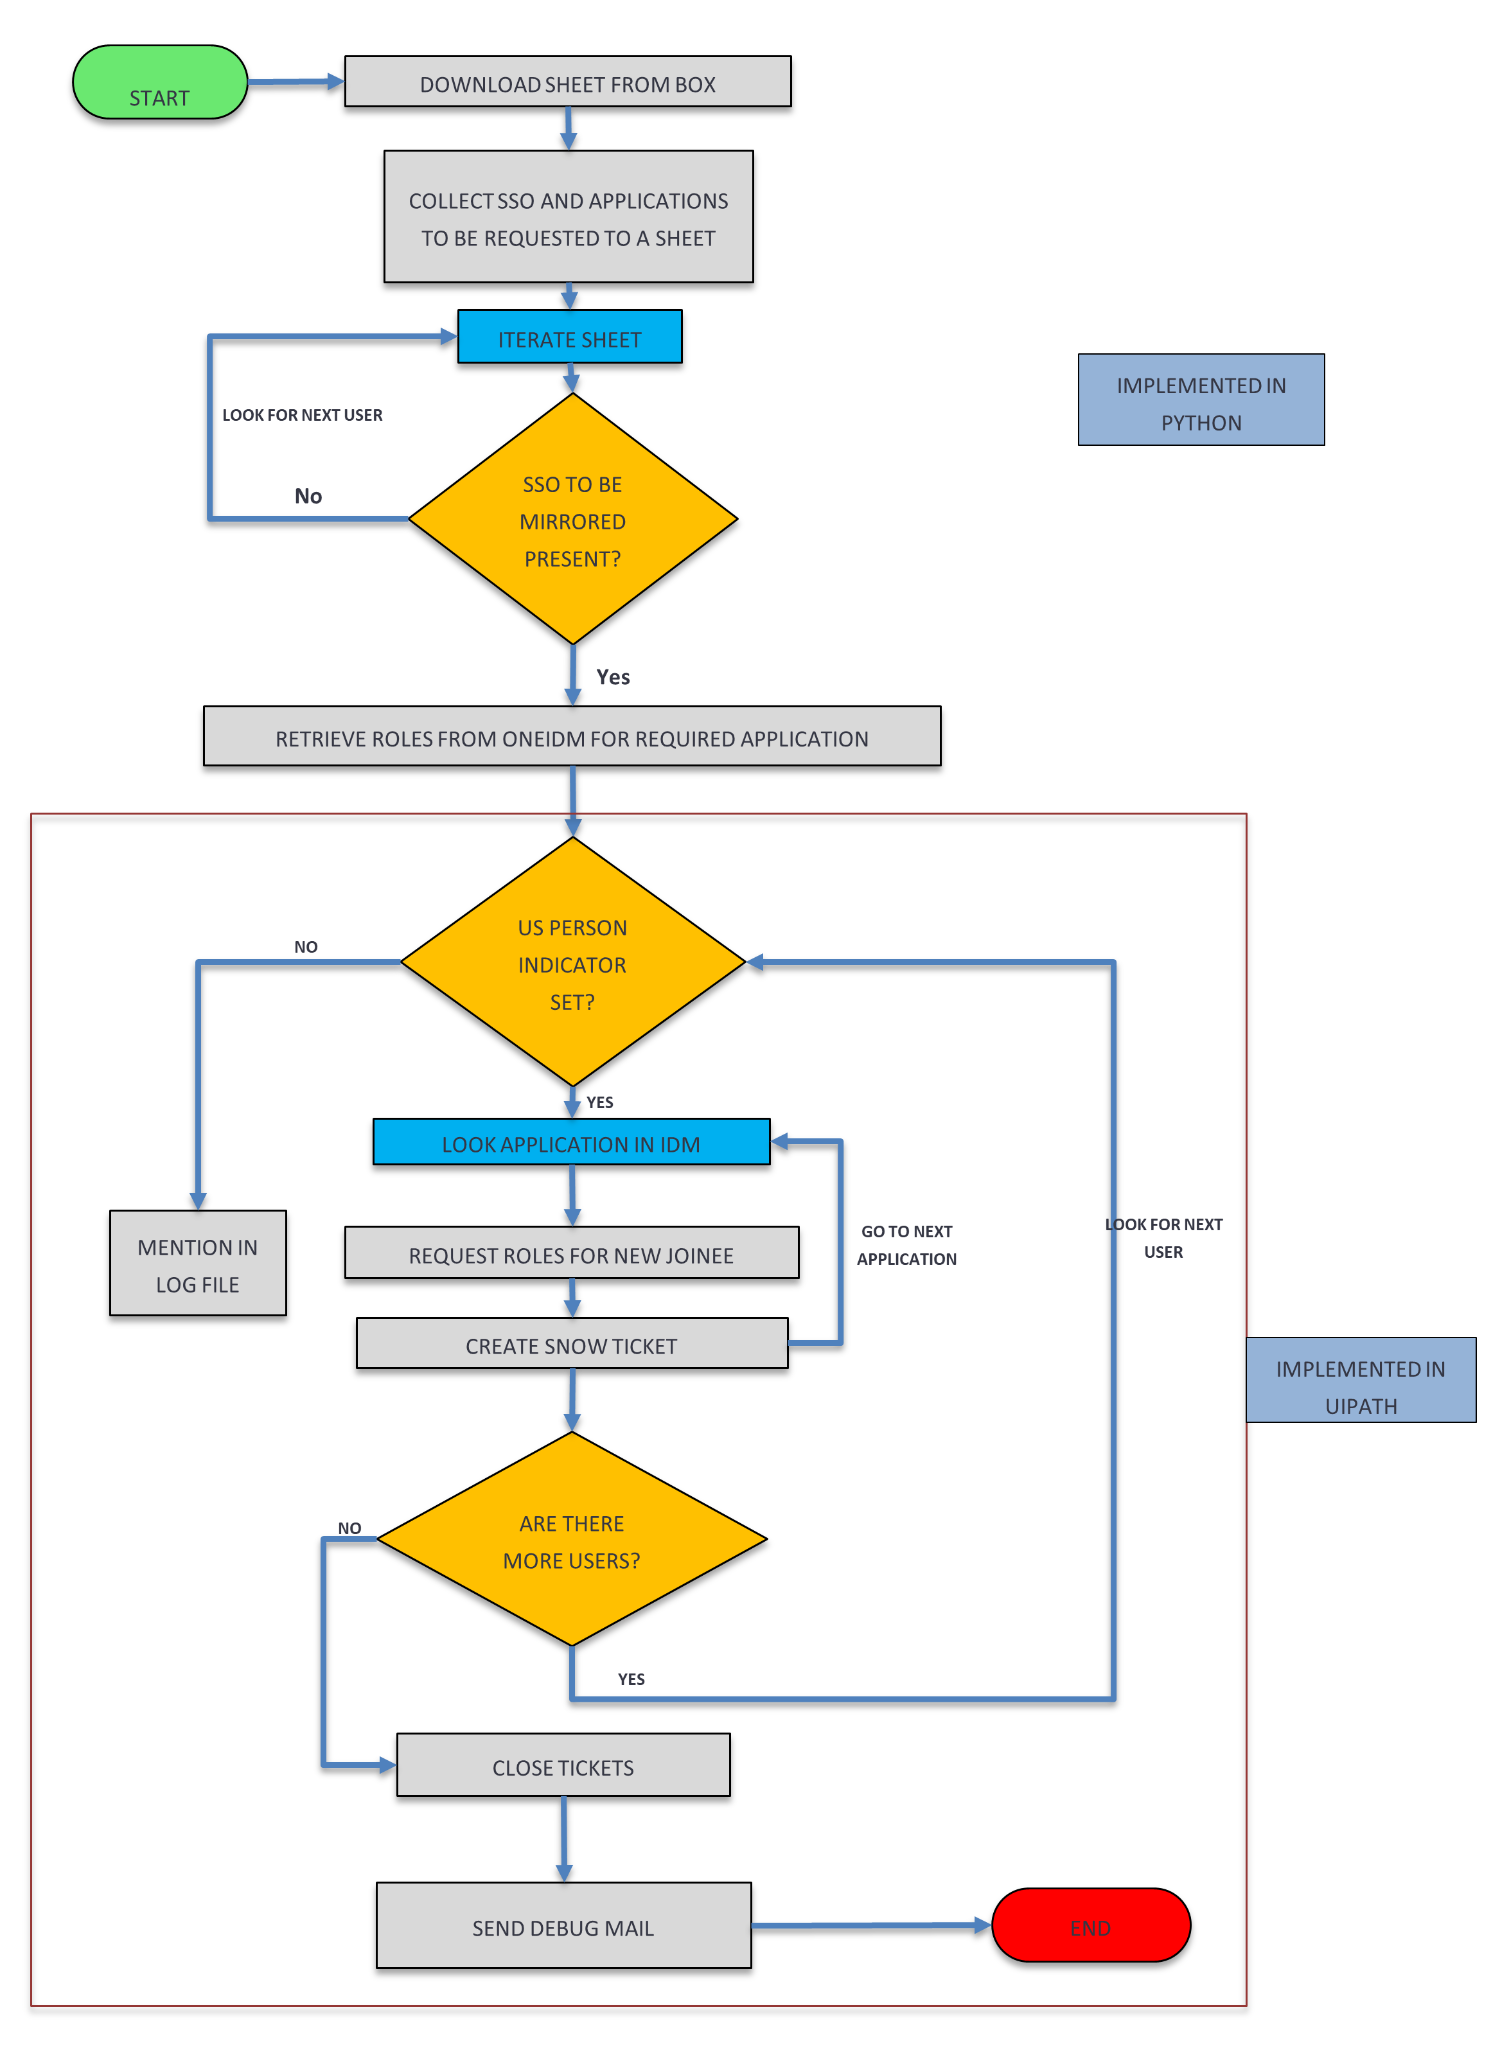 START
DOWNLOAD SHEET FROM BOX
COLLECT SSO AND APPLICATIONS
TO BE REQUESTED TO A SHEET
ITERATE SHEET
LOOK FOR NEXT USER
IMPLEMENTED IN
PYTHON
No
SSO TO BE
MIRRORED
PRESENT?
Yes
RETRIEVE ROLES FROM ONEIDM FOR REQUIRED APPLICATION
NO
US PERSON
INDICATOR
SET?
YES
LOOK APPLICATION IN IDM
MENTION IN
LOG FILE
REQUEST ROLES FOR NEW JOINEE
GO TO NEXT
APPLICATION
LOOK FOR NEXT
USER
CREATE SNOW TICKET
IMPLEMENTED IN
UIPATH
NO
ARE THERE
MORE USERS?
YES
CLOSE TICKETS
SEND DEBUG MAIL
END